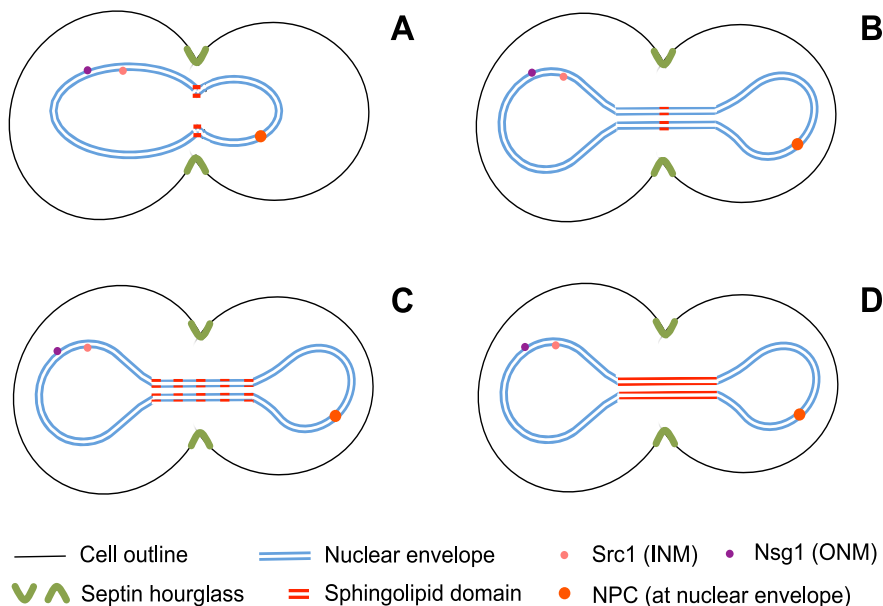 A
B
C
D
Cell outline
Nuclear envelope
Src1 (INM)
Nsg1 (ONM)
Septin hourglass
Sphingolipid domain
NPC (at nuclear envelope)